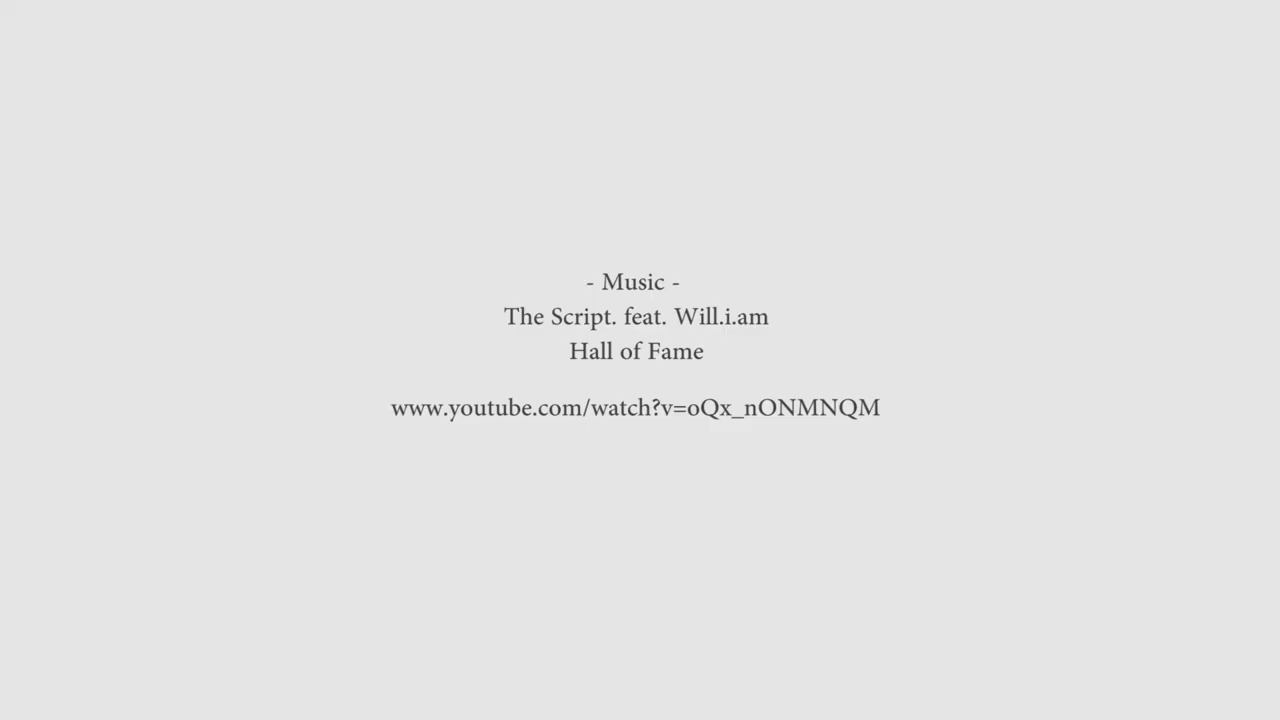 - Music -
The Script. feat. Will.i.am
Hall of Fame
www.youtube.com/watch?v=oQx_nONMNQM